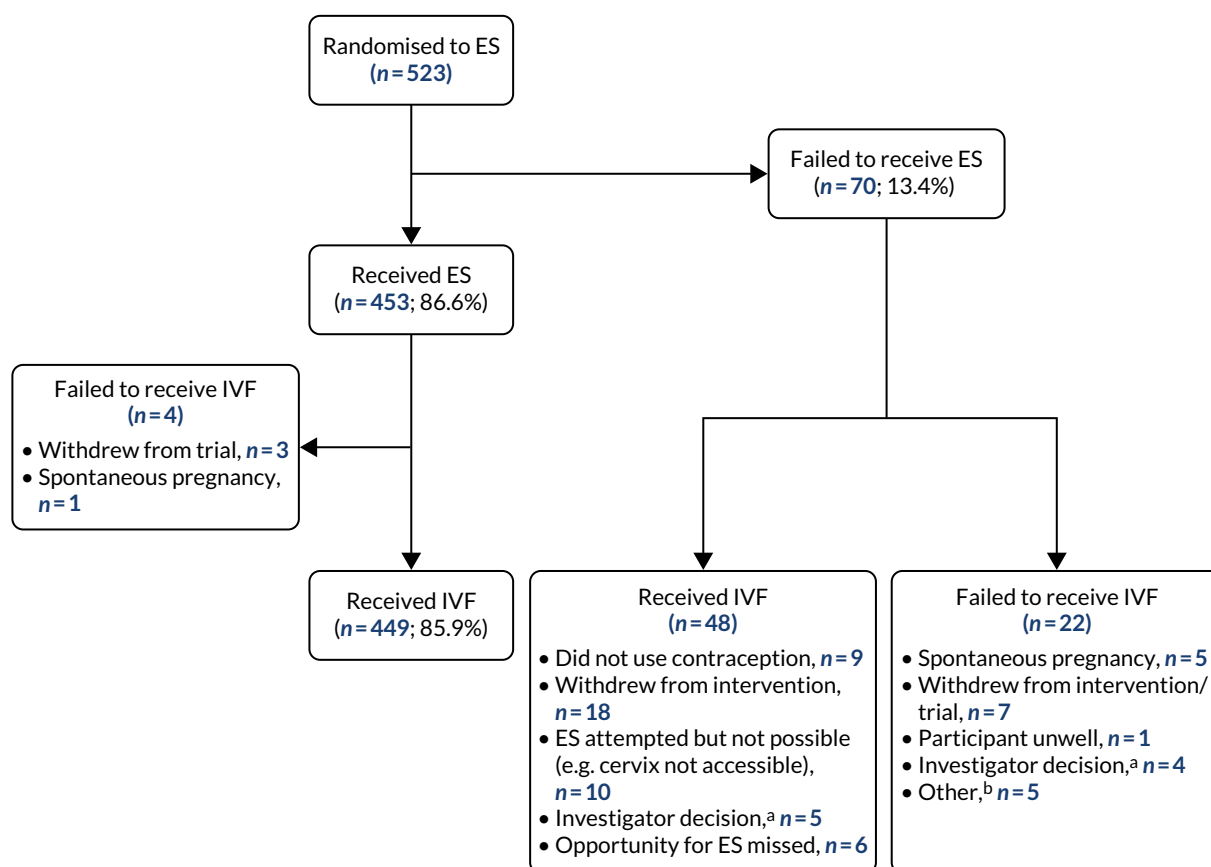 Randomised to ES
(n=523)
Failed to receive ES
(n=70; 13.4%)
Received ES
(n=453; 86.6%)
Failed to receive IVF
(n=4)
• Withdrew from trial, n=3
• Spontaneous pregnancy,
n=1
Received IVF
(n=449; 85.9%)
Received IVF
(n=48)
• Did not use contraception, n=9
• Withdrew from intervention,
n=18
• ES attempted but not possible
(e.g. cervix not accessible),
n=10
• Investigator decision,a n=5
• Opportunity for ES missed, n=6
Failed to receive IVF
(n=22)
• Spontaneous pregnancy, n=5
• Withdrew from intervention/
trial, n=7
• Participant unwell, n=1
• Investigator decision,a n=4
• Other,b n=5